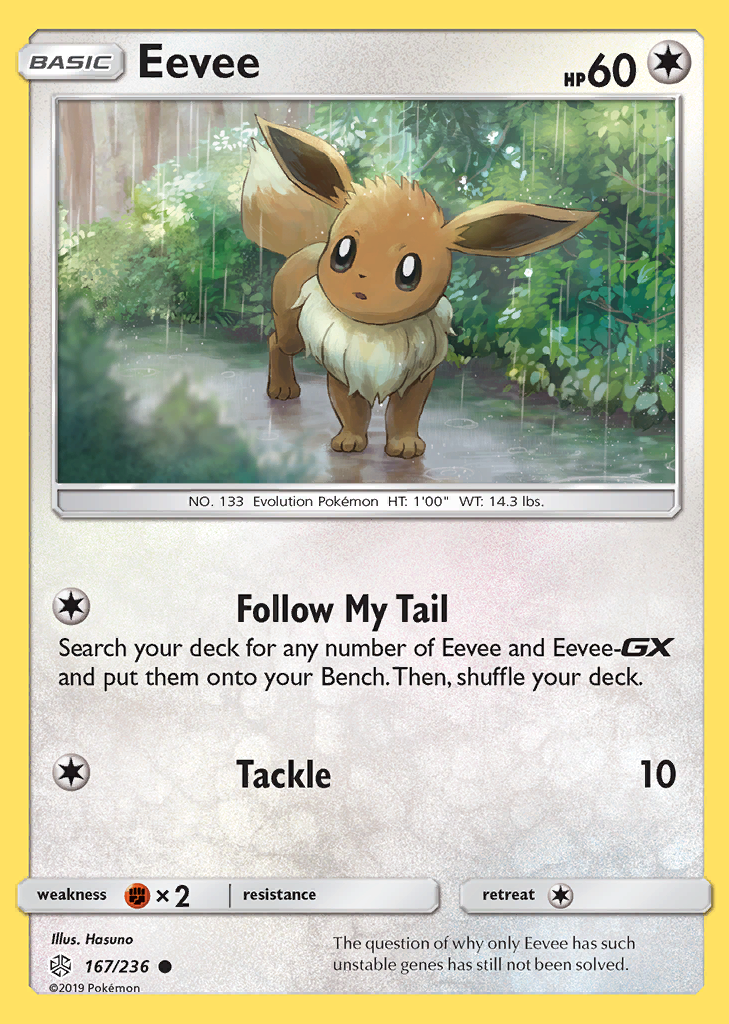 BASIC Eevee HP60
NO. 133 Evolution Pokémon HT: 1'00" WT: 14.3 lbs.
Follow My Tail
Search your deck for any number of Eevee and Eevee-GX
and put them onto your Bench. Then, shuffle your deck.
Tackle 10
weakness ×2 resistance retreat
Illus. Hasuno
167/236
©2019 Pokémon
The question of why only Eevee has such
unstable genes has still not been solved.